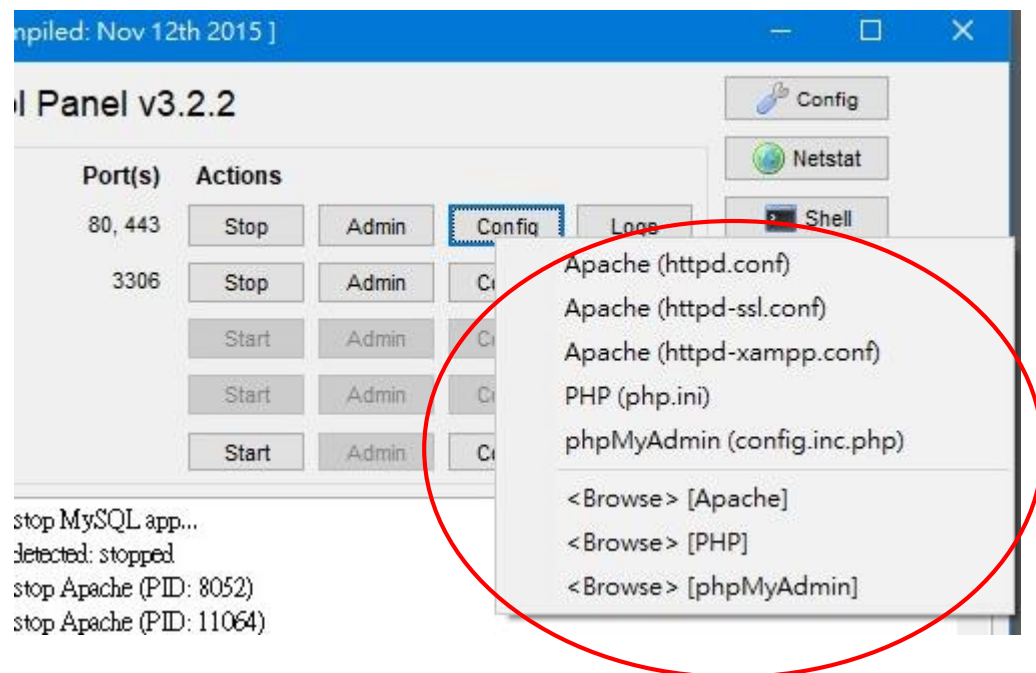 mpiled: Nov 12th 2015 ]
l Panel v3.2.2
Config
Netstat
Port(s) Actions
80, 443 Stop Admin Config Logs Shell
3306 Stop Admin
Start Admin
Start Admin
Start Admin
Apache (httpd.conf)
Apache (httpd-ssl.conf)
Apache (httpd-xampp.conf)
PHP (php.ini)
phpMyAdmin (config.inc.php)
<Browse> [Apache]
<Browse> [PHP]
<Browse> [phpMyAdmin]
stop MySQL app...
detected: stopped
stop Apache (PID: 8052)
stop Apache (PID: 11064)